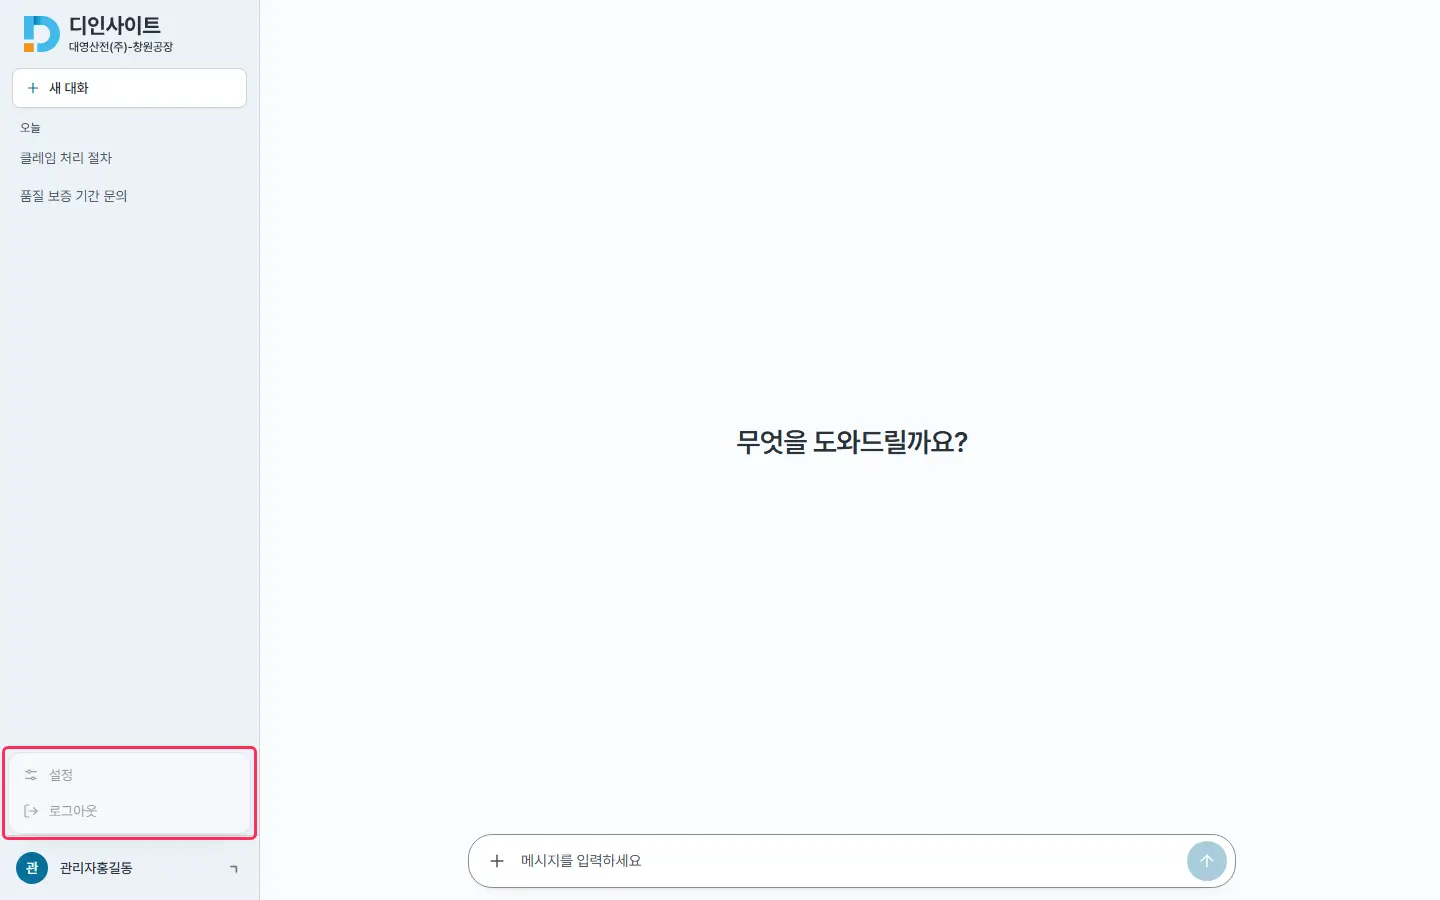 디인사이트
대영산전(주)-창원공장
새 대화
오늘
클레임 처리 절차
품질 보증 기간 문의
무엇을 도와드릴까요?
설정
로그아웃
관 관리자홍길동
메시지를 입력하세요